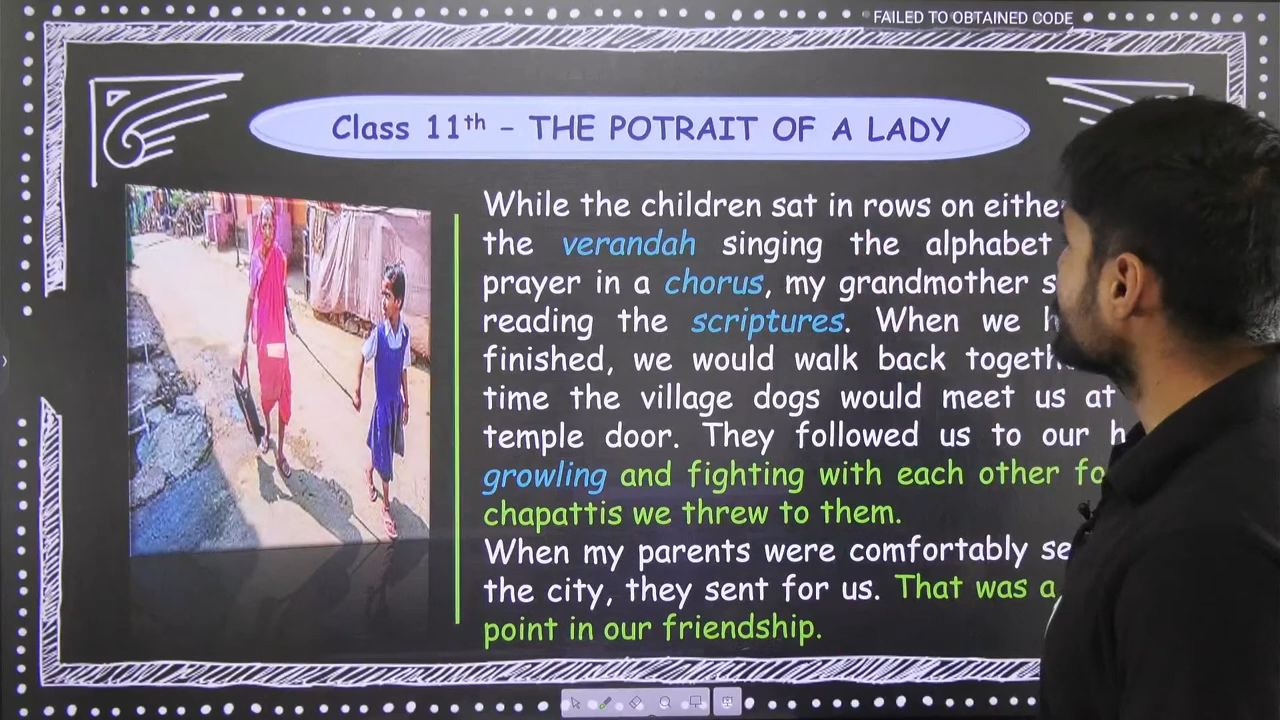 FAILED TO OBTAINED CODE
Class 11th - THE POTRAIT OF A LADY
While the children sat in rows on
the verandah singing the alphabet
prayer in a chorus, my grandmother
reading the scriptures. When we
finished, we would walk back
time the village dogs would meet us at
temple door. They followed us to our
growling and fighting with each other
chapattis we threw to them.
When my parents were comfortably
the city, they sent for us. That was a
point in our friendship.